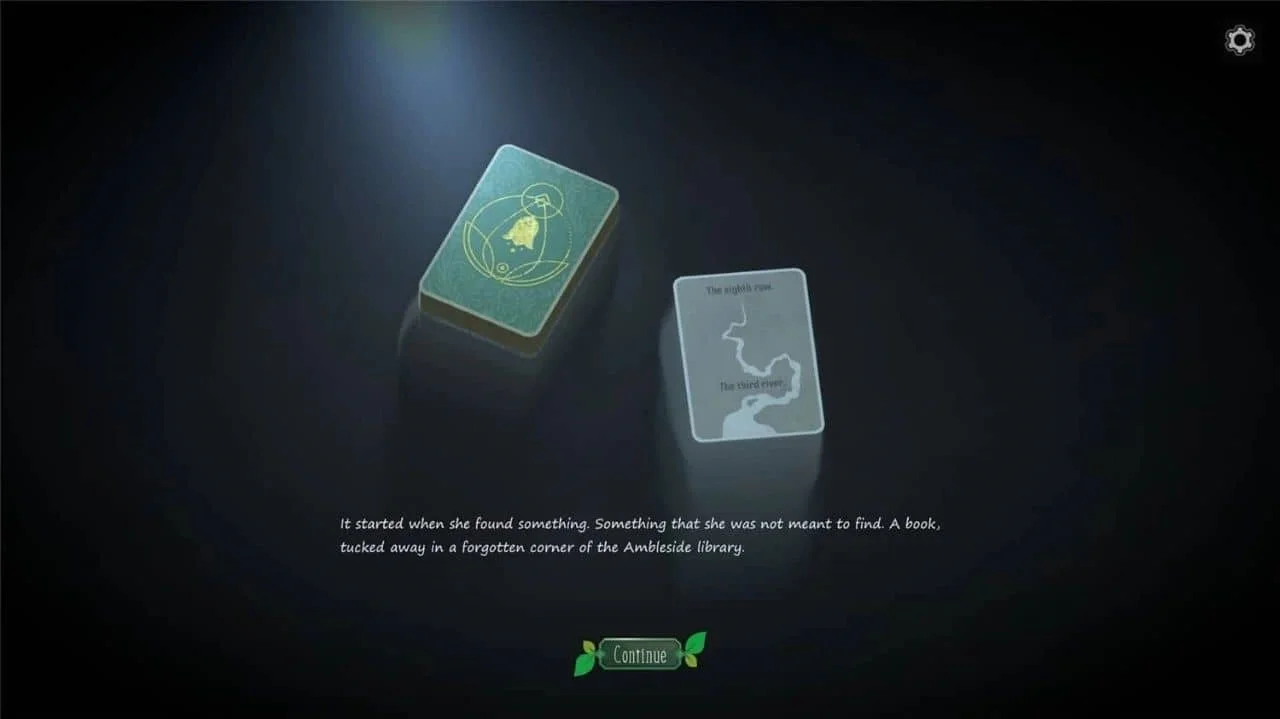 The eighth row.
The third river.
It started when she found something. Something that she was not meant to find. A book,
tucked away in a forgotten corner of the Ambleside library.
Continue